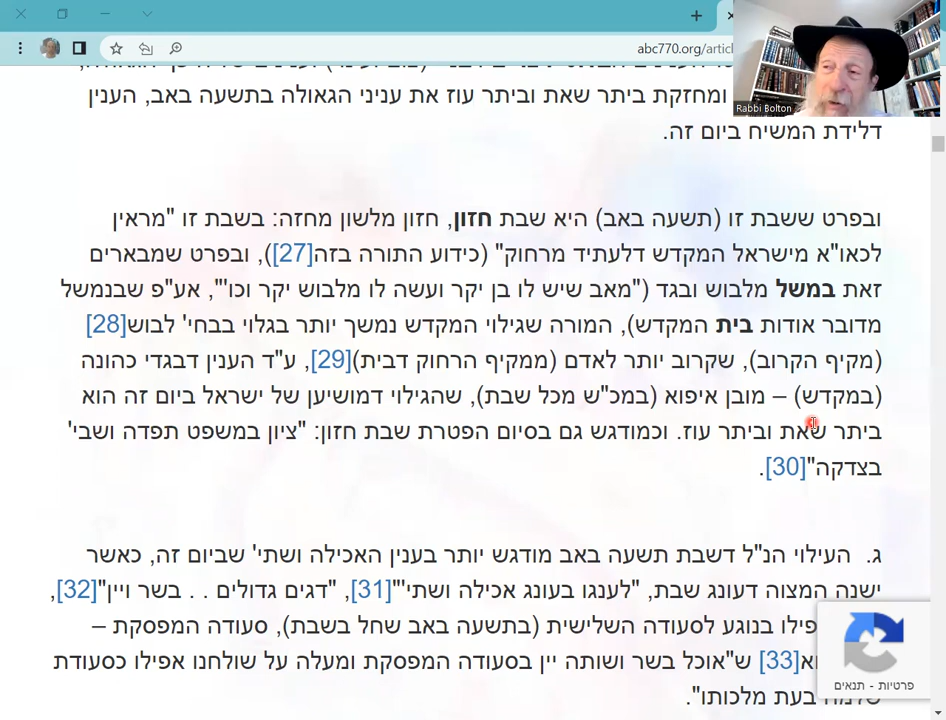 abc770.org/artic
Rabbi Bolton
ומחזקת ביתר שאת וביתר עוז את עניני הגאולה בתשעה באב, הענין
דלידת המשיח ביום זה.
ובפרט ששבת זו (תשעה באב) היא שבת חזון, חזון מלשון מחזה: בשבת זו "מראין
לכאו"א מישראל המקדש דלעתיד מרחוק" (כידוע התורה בזה[27]), ובפרט שמבארים
זאת במשל מלבוש ובגד ("מאב שיש לו בן יקר ועשה לו מלבוש יקר וכו'", אע"פ שבנמשל
מדובר אודות בית המקדש), המורה שגילוי המקדש נמשך יותר בגלוי בבחי' לבוש[28]
(מקיף הקרוב), שקרוב יותר לאדם (ממקיף הרחוק דבית)[29], ע"ד הענין דבגדי כהונה
(במקדש) – מובן איפוא (במכ"ש מכל שבת), שהגילוי דמושיען של ישראל ביום זה הוא
ביתר שאת וביתר עוז. וכמודגש גם בסיום הפטרת שבת חזון: "ציון במשפט תפדה ושבי'
בצדקה"[30].
ג. העילוי הנ"ל דשבת תשעה באב מודגש יותר בענין האכילה ושתי' שביום זה, כאשר
ישנה המצוה דעונג שבת, "לענגו בעונג אכילה ושתי'"[31], "דגים גדולים . . בשר ויין"[32],
פילו בנוגע לסעודה השלישית (בתשעה באב שחל בשבת), סעודה המפסקת –
וא[33] ש"אוכל בשר ושותה יין בסעודה המפסקת ומעלה על שולחנו אפילו כסעודת
שלמה בעת מלכותו".
פרטיות - תנאים